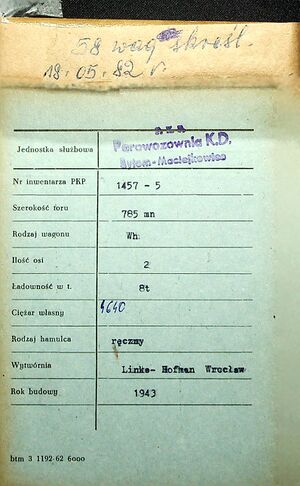 58 wag skreśl.
18.05.82 r.
P.K.P.
Jednostka służbowa Parowozownia K.D.
Bytom-Maciejkowice
Nr inwentarza PKP 1457 - 5
Szerokość foru 785 mn
Rodzaj wagonu Wh
Ilość osi 2
Ładowność w t. 8t
Ciężar własny 4640
Rodzaj hamulca ręczny
Wytwórnia Linke- Hofman Wrocław
Rok budowy 1943
btm 3 1192-62 6000